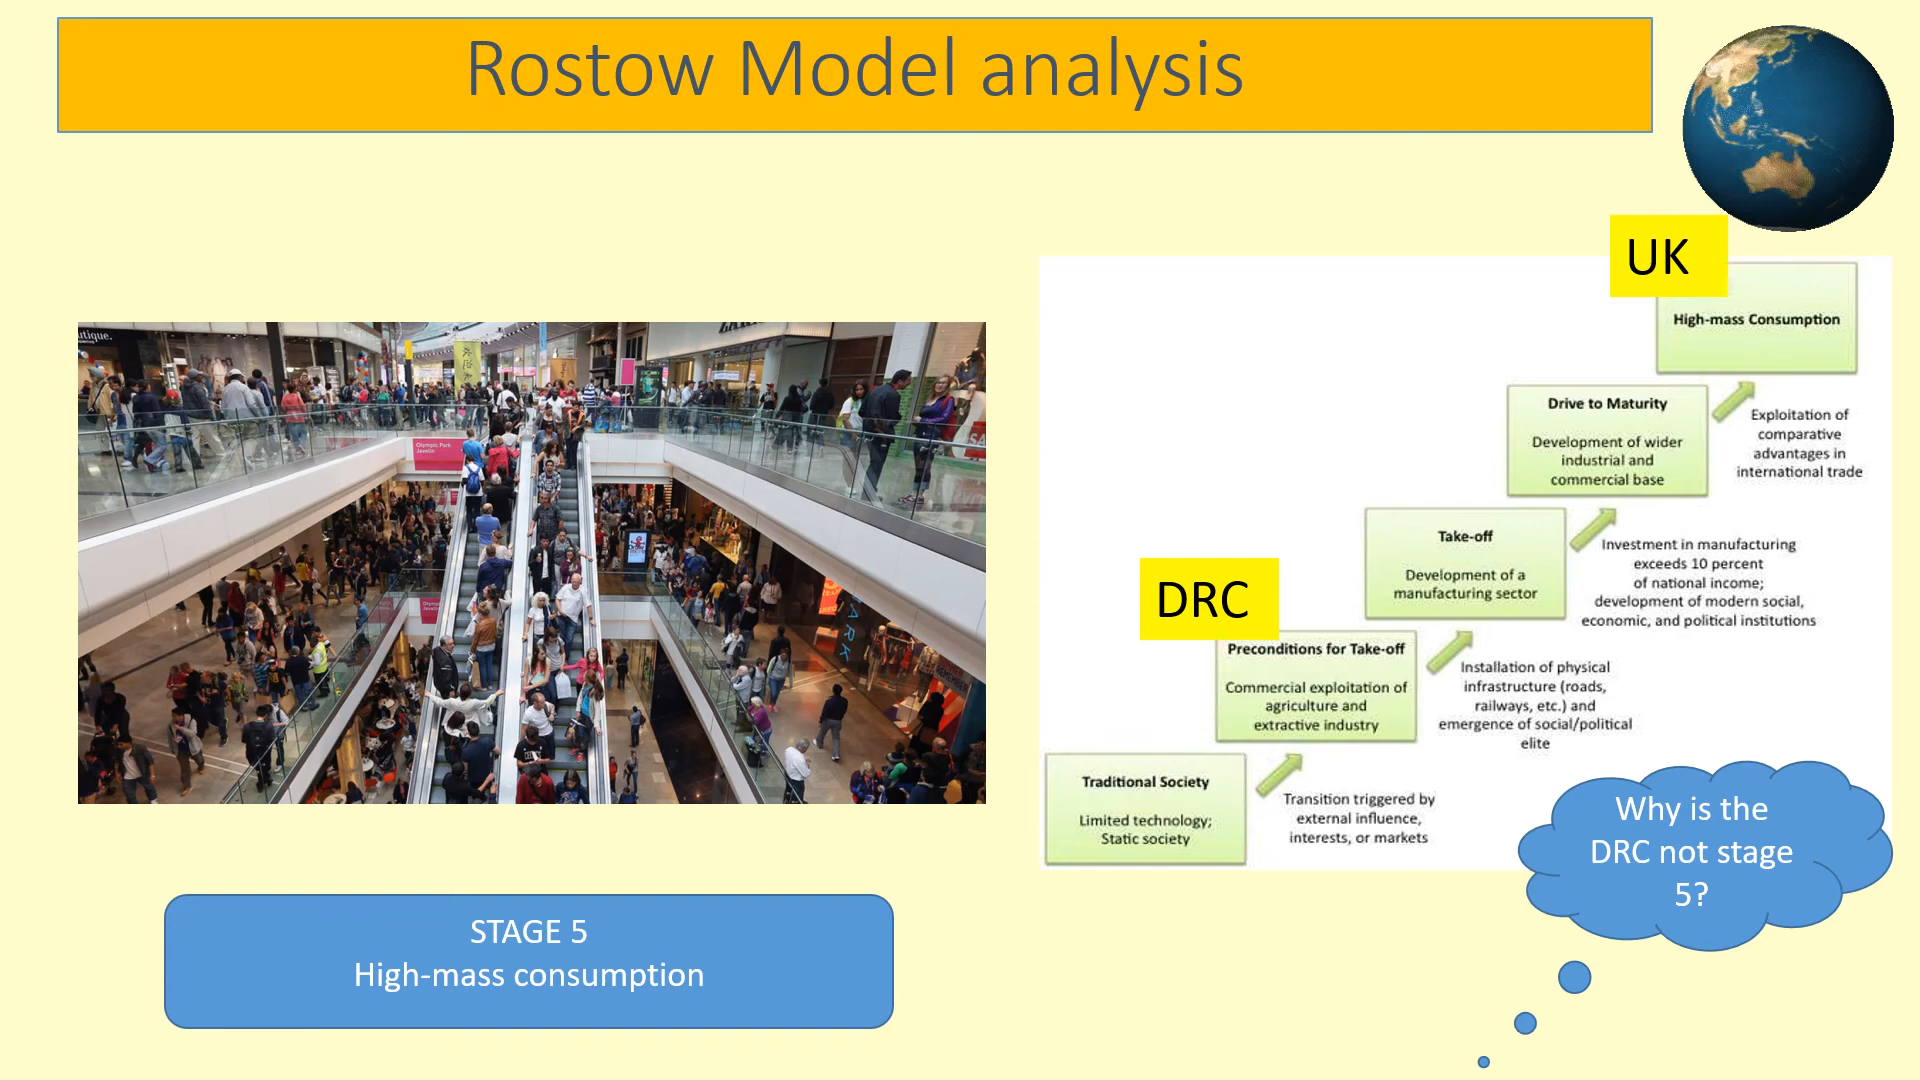 Rostow Model analysis
UK
High-mass Consumption
Drive to Maturity
Development of wider
industrial and
commercial base
Exploitation of
comparative
advantages in
international trade
Take-off
Development of a
manufacturing sector
Investment in manufacturing
exceeds 10 percent
of national income;
development of modern social,
economic, and political institutions
DRC
Preconditions for Take-off
Commercial exploitation of
agriculture and
extractive industry
Installation of physical
infrastructure (roads,
railways, etc.) and
emergence of social/political
elite
Traditional Society
Limited technology;
Static society
Transition triggered by
external influence,
interests, or markets
Why is the
DRC not stage
5?
Olympic Park
Javelin
STAGE 5
High-mass consumption